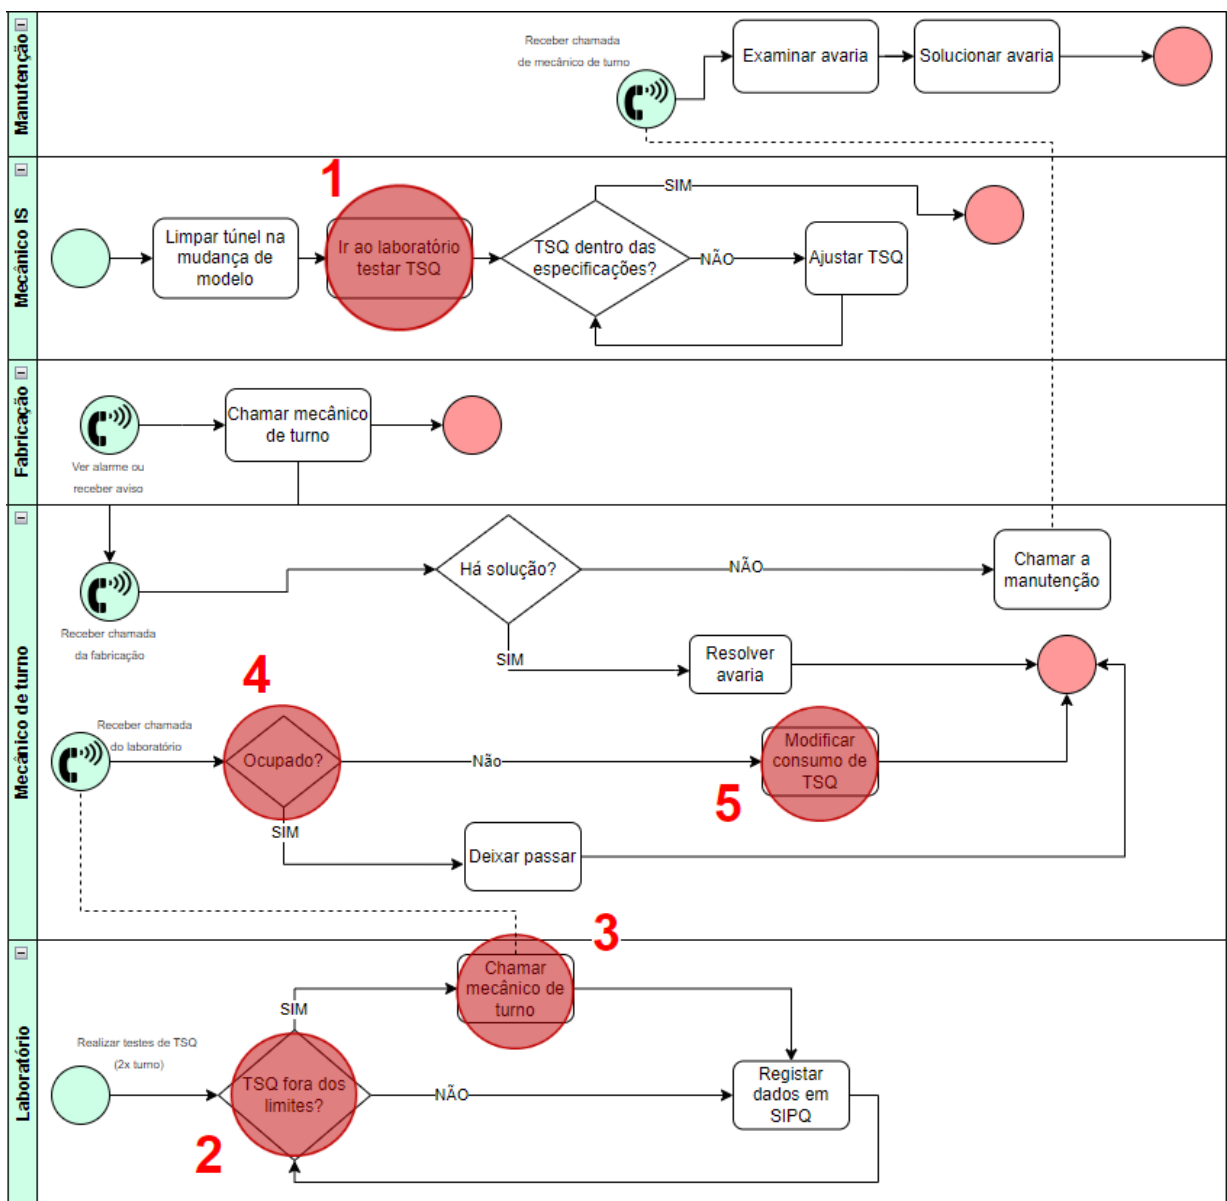 Manutenção
Receber chamada
de mecânico de turno
Examinar avaria
Solucionar avaria
Mecânico IS
1
Limpar túnel na
mudança de
modelo
Ir ao laboratório
testar TSQ
TSQ dentro das
especificações?
SIM
NÃO
Ajustar TSQ
Fabricação
Ver alarme ou
receber aviso
Chamar mecânico
de turno
Mecânico de turno
Receber chamada
da fabricação
Há solução?
NÃO
Chamar a
manutenção
SIM
Resolver
avaria
4
Receber chamada
do laboratório
Ocupado?
Não
Modificar
consumo de
TSQ
5
SIM
Deixar passar
Laboratório
3
Chamar
mecânico de
turno
SIM
Realizar testes de TSQ
(2x turno)
TSQ fora dos
limites?
2
NÃO
Registar
dados em
SIPQ